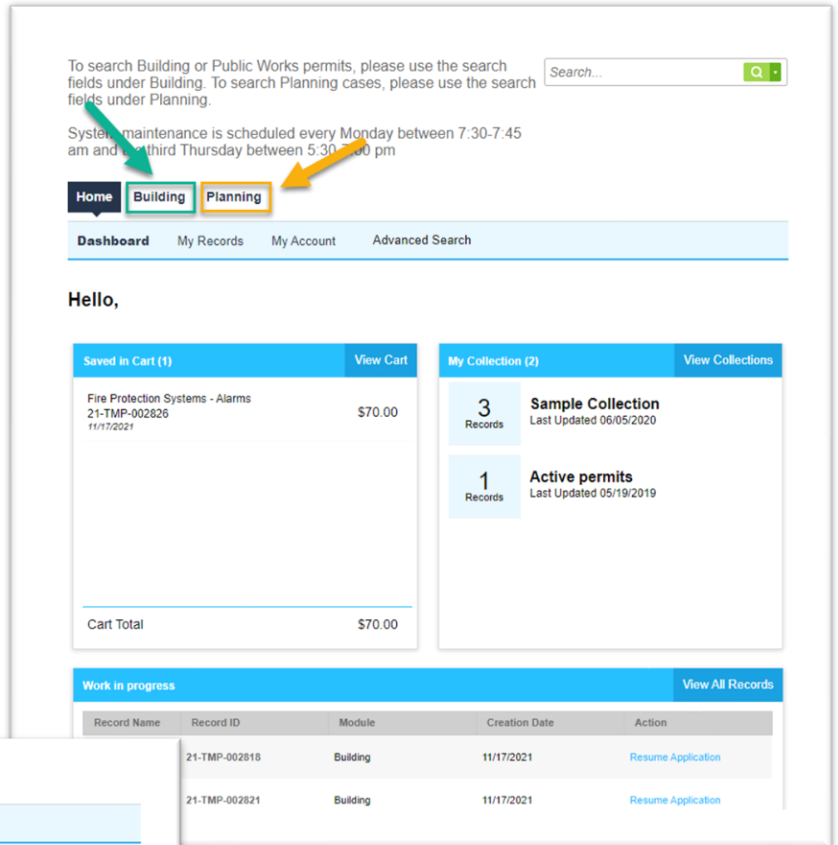 To search Building or Public Works permits, please use the search
fields under Building. To search Planning cases, please use the search
fields under Planning.
Search...
System maintenance is scheduled every Monday between 7:30-7:45
am and the third Thursday between 5:30-7:00 pm
Home Building Planning
Dashboard My Records My Account Advanced Search
Hello,
Saved in Cart (1) View Cart
Fire Protection Systems - Alarms
21-TMP-002826 $70.00
11/17/2021
Cart Total $70.00
My Collection (2) View Collections
3 Records
Sample Collection
Last Updated 06/05/2020
1 Records
Active permits
Last Updated 05/19/2019
Work in progress View All Records
Record Name Record ID Module Creation Date Action
21-TMP-002818 Building 11/17/2021 Resume Application
21-TMP-002821 Building 11/17/2021 Resume Application